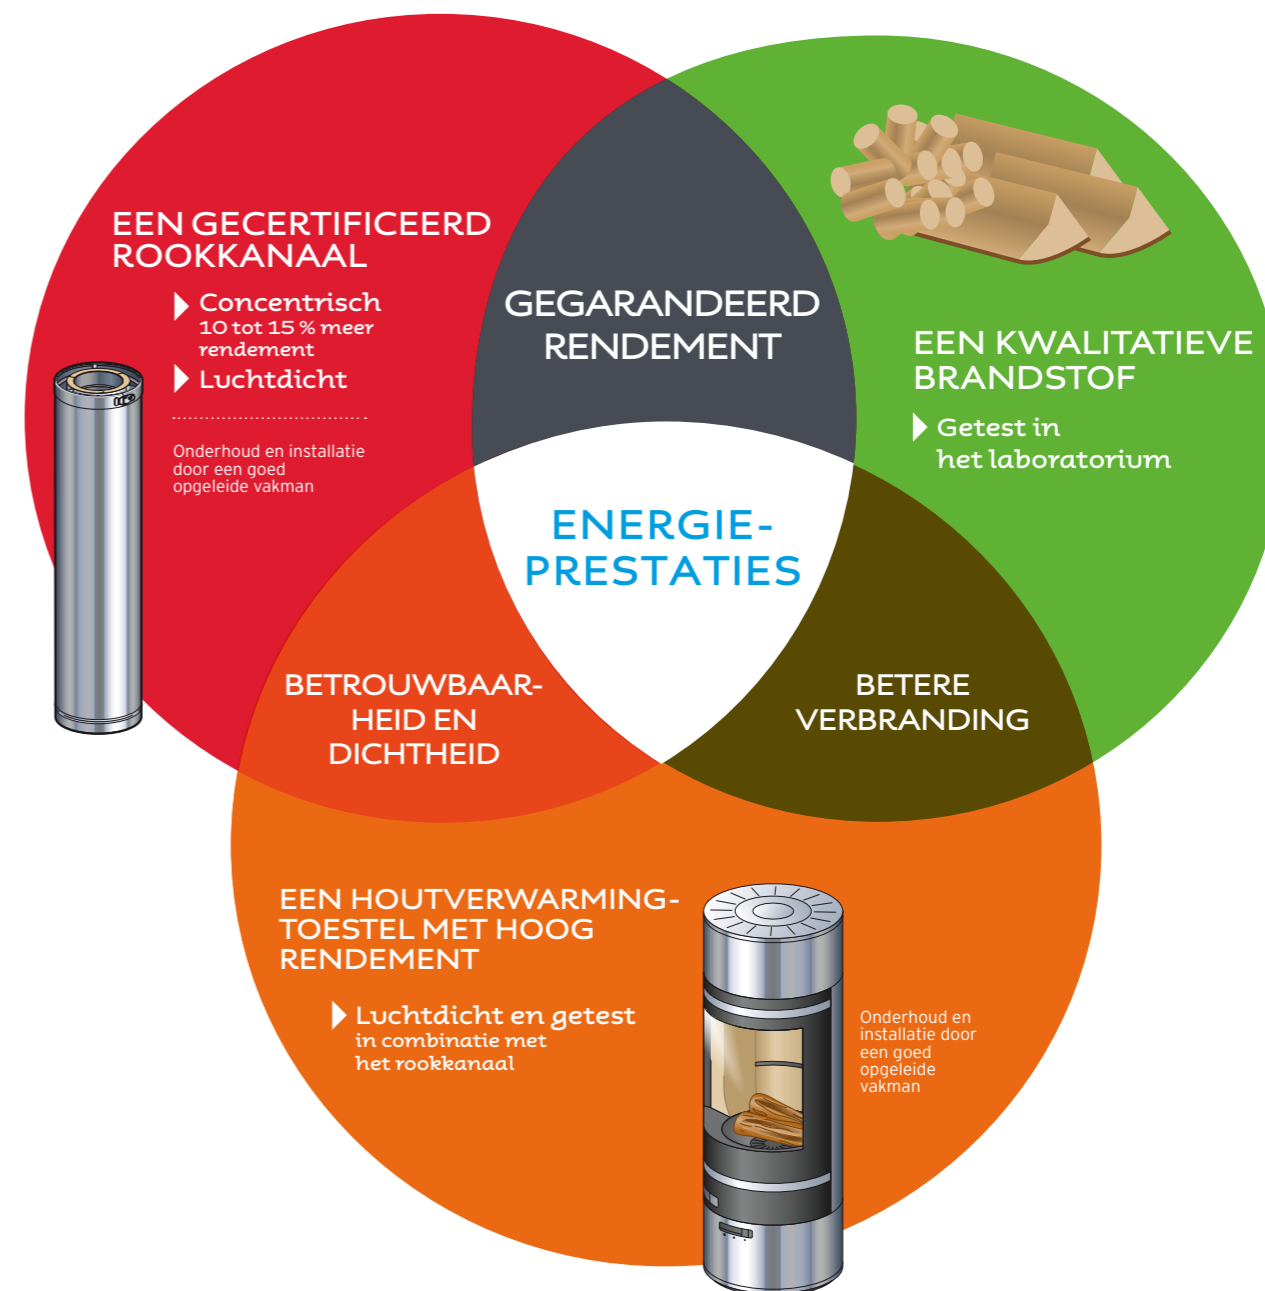 EEN GECERTIFICEERD
ROOKKANAAL
Concentrisch
10 tot 15 % meer
rendement
Luchtdicht
Onderhoud en installatie
door een goed
opgeleide vakman
GEGARANDEERD
RENDEMENT
EEN KWALITATIEVE
BRANDSTOF
Getest in
het laboratorium
ENERGIE-
PRESTATIES
BETROUWBAAR-
HEID EN
DICHTHEID
BETERE
VERBRANDING
EEN HOUTVERWARMING-
TOESTEL MET HOOG
RENDEMENT
Luchtdicht en getest
in combinatie met
het rookkanaal
Onderhoud en
installatie door
een goed
opgeleide
vakman